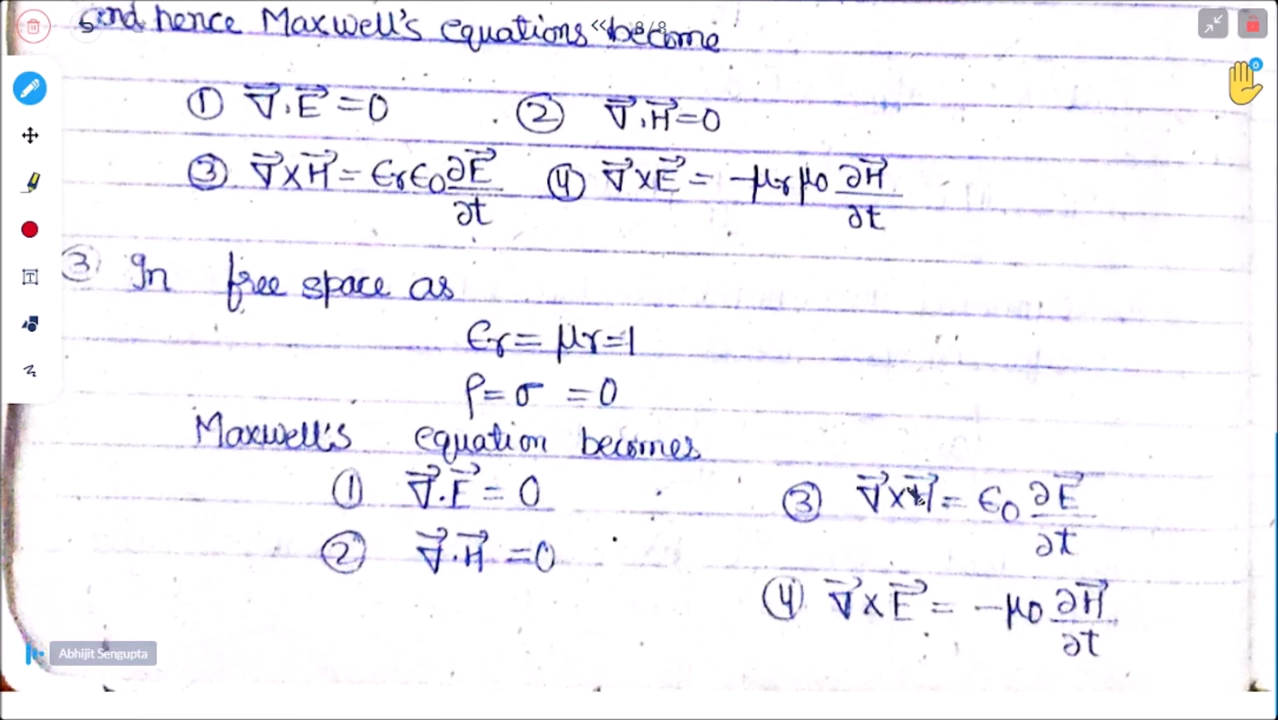 and hence Maxwell's equations become
① ∇⃗.E⃗ = 0 ② ∇⃗.H⃗ = 0
③ ∇⃗×H⃗ = ϵrϵ0 ∂E⃗/∂t ④ ∇⃗×E⃗ = -μrμ0 ∂H⃗/∂t
③ In free space as
ϵr = μr = 1
ρ = σ = 0
Maxwell's equation becomes
① ∇⃗.E⃗ = 0 ③ ∇⃗×H⃗ = ϵ0 ∂E⃗/∂t
② ∇⃗.H⃗ = 0
④ ∇⃗×E⃗ = -μ0 ∂H⃗/∂t
Abhijit Sengupta